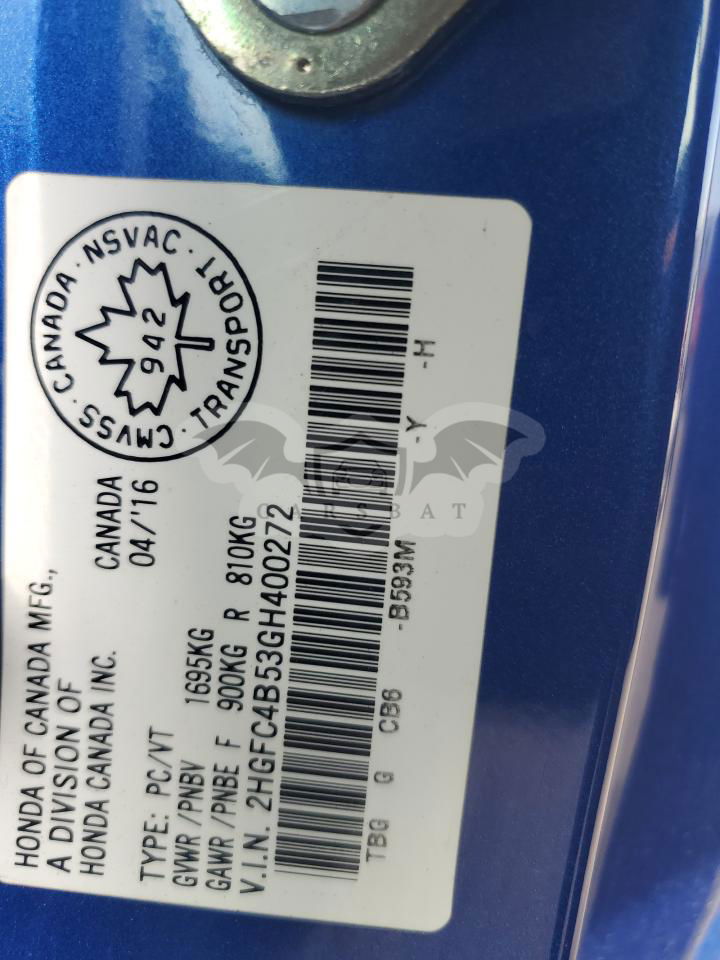 HONDA OF CANADA MFG.,
A DIVISION OF
HONDA CANADA INC.
CANADA
04/'16
TYPE: PC/VT
GVWR /PNBV 1695KG
GAWR /PNBE F 900KG R 810KG
V.I.N. 2HGFC4B53GH400272
TBG G CB6 -B593M -Y -H
CMVSS · CANADA · NSVAC · TRANSPORT ·
942
CARSBAT